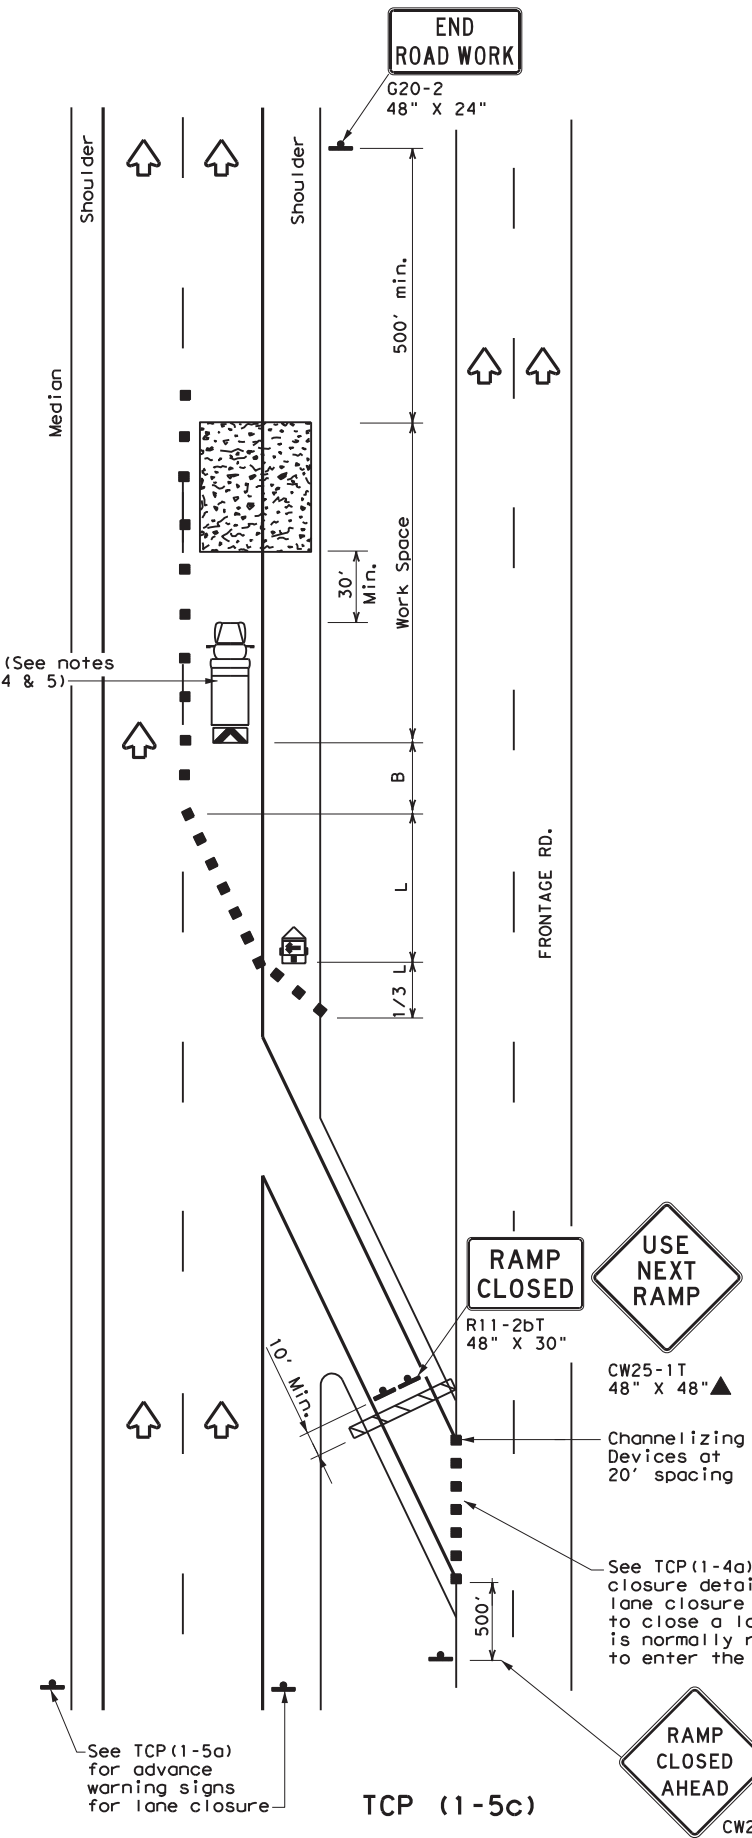 END
ROAD WORK
G20-2
48" X 24"
Shoulder
Shoulder
500' min.
Median
Work Space
30'
Min.
(See notes
4 & 5)
B
L
1/3 L
FRONTAGE RD.
RAMP
CLOSED
R11-2bT
48" X 30"
USE
NEXT
RAMP
CW25-1T
48" X 48"
10' Min.
Channelizing
Devices at
20' spacing
See TCP(1-4a)
closure
lane closure
to close a
is normally
to enter the
500'
RAMP
CLOSED
AHEAD
See TCP(1-5a)
for advance
warning signs
for lane closure
TCP (1-5c)